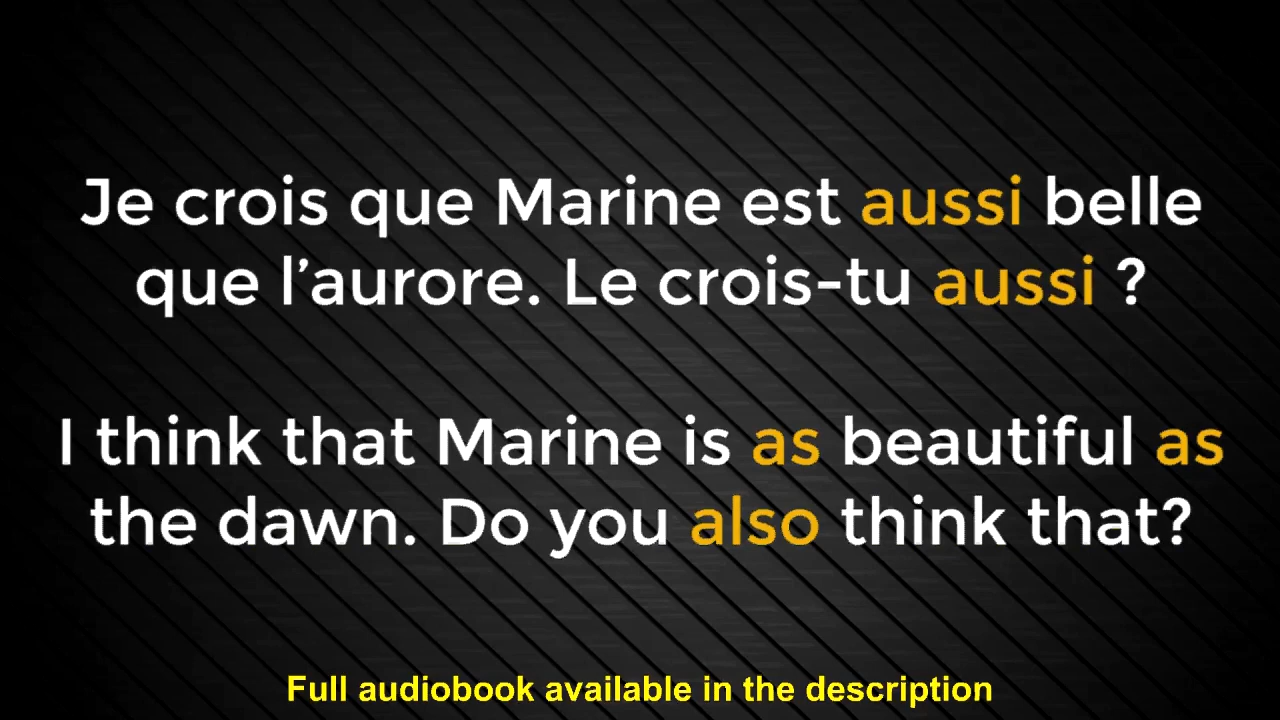 Je crois que Marine est aussi belle
que l’aurore. Le crois-tu aussi ?
I think that Marine is as beautiful as
the dawn. Do you also think that?
Full audiobook available in the description